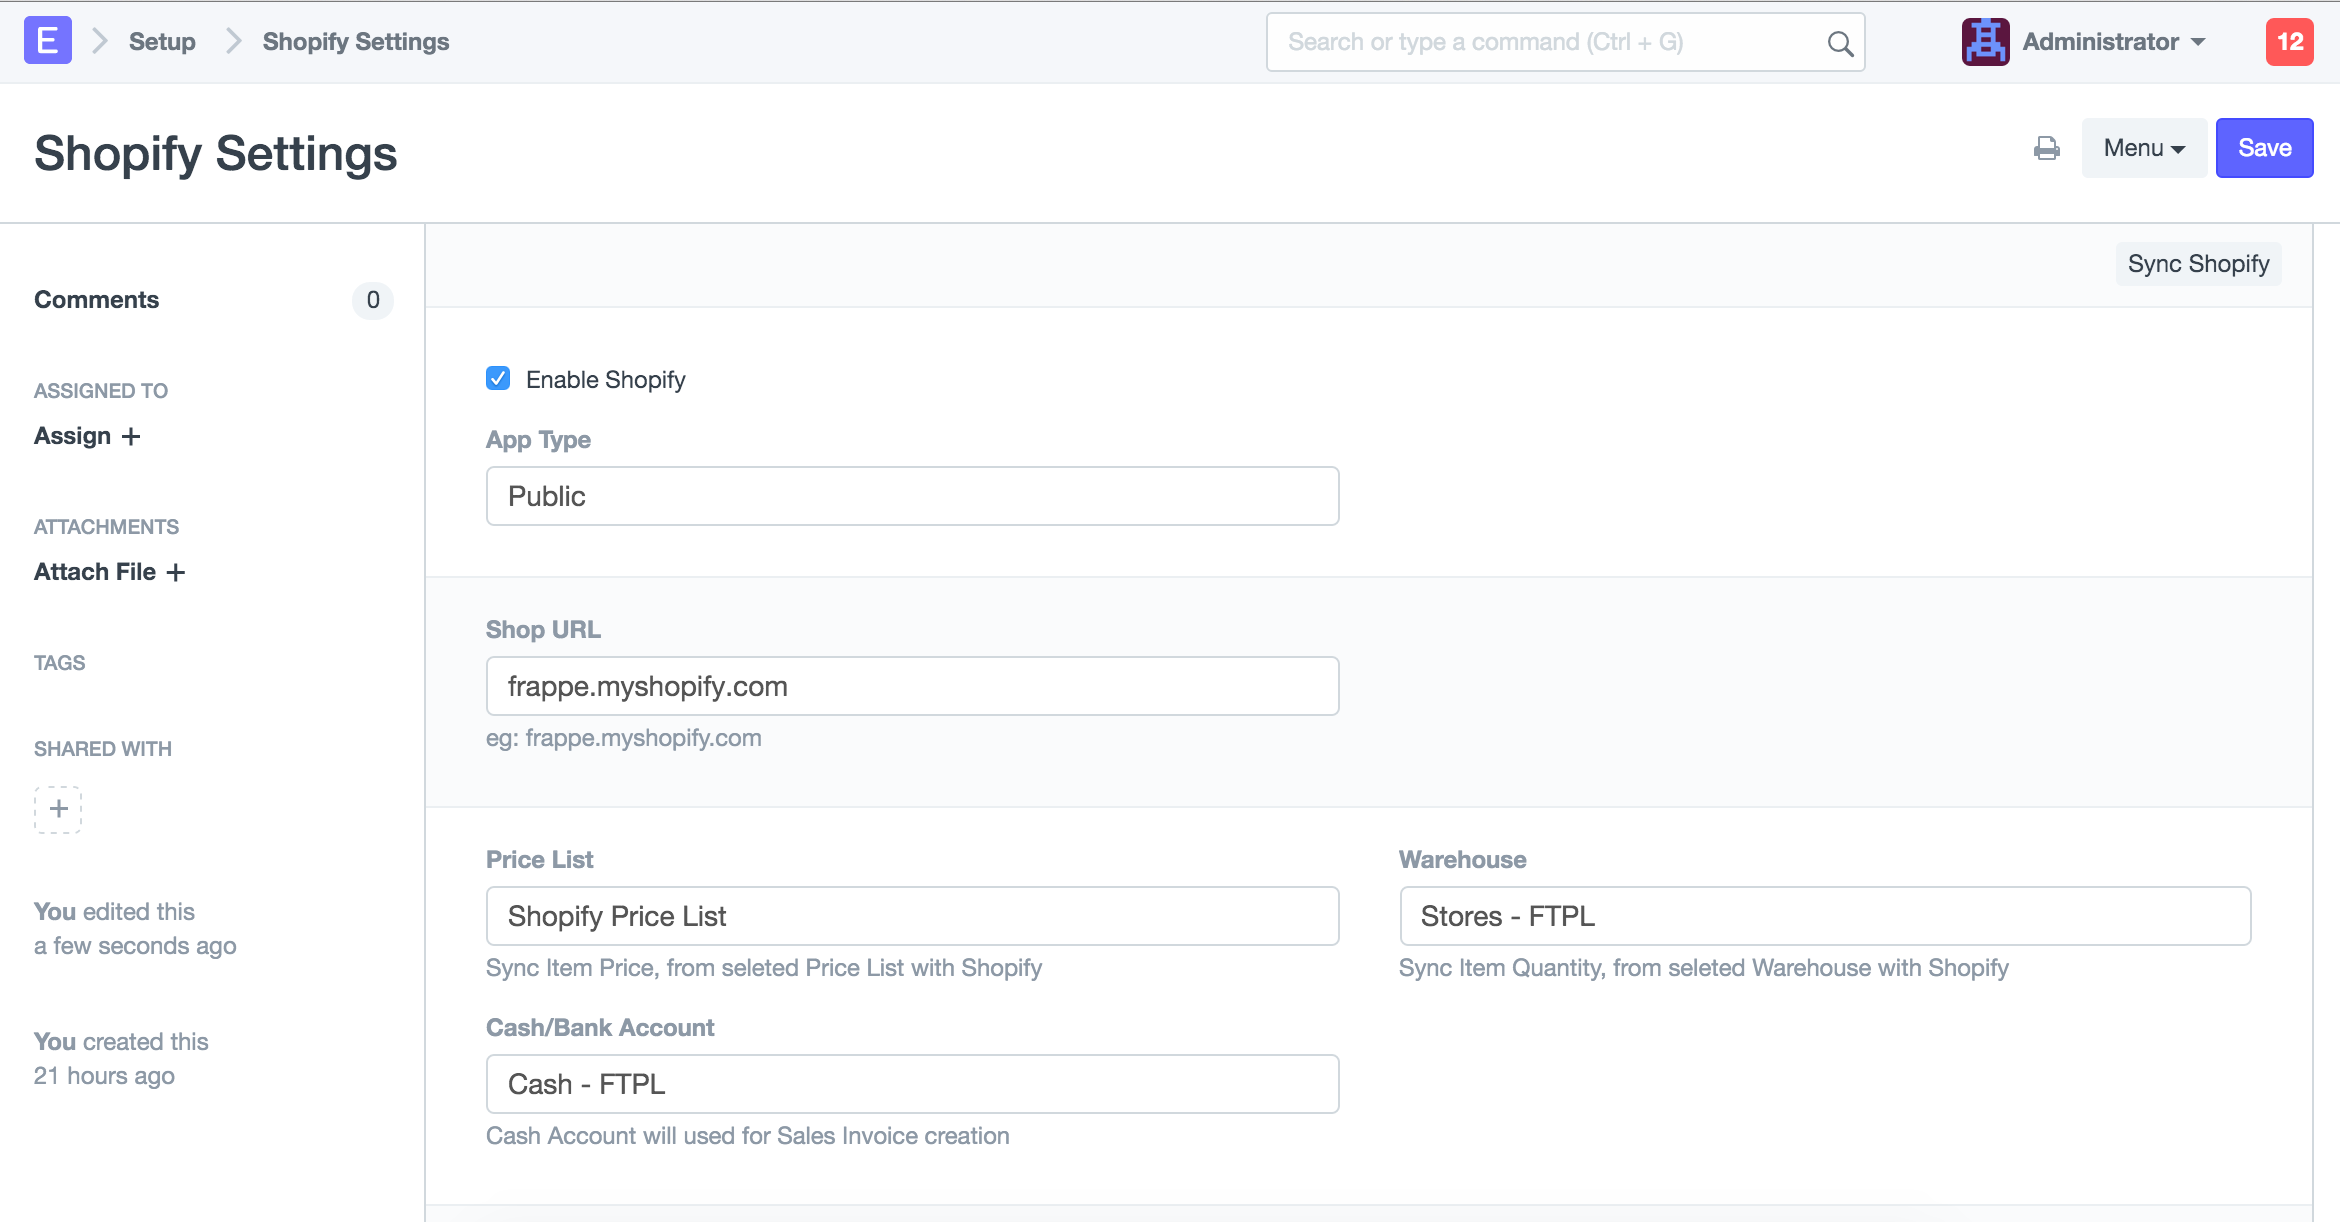 E Setup Shopify Settings Search or type a command (Ctrl + G) Administrator 12
Shopify Settings Menu Save
Sync Shopify
Comments 0
ASSIGNED TO
Assign +
ATTACHMENTS
Attach File +
TAGS
SHARED WITH
+
You edited this
a few seconds ago
You created this
21 hours ago
Enable Shopify
App Type
Public
Shop URL
frappe.myshopify.com
eg: frappe.myshopify.com
Price List
Shopify Price List
Sync Item Price, from seleted Price List with Shopify
Warehouse
Stores - FTPL
Sync Item Quantity, from seleted Warehouse with Shopify
Cash/Bank Account
Cash - FTPL
Cash Account will used for Sales Invoice creation